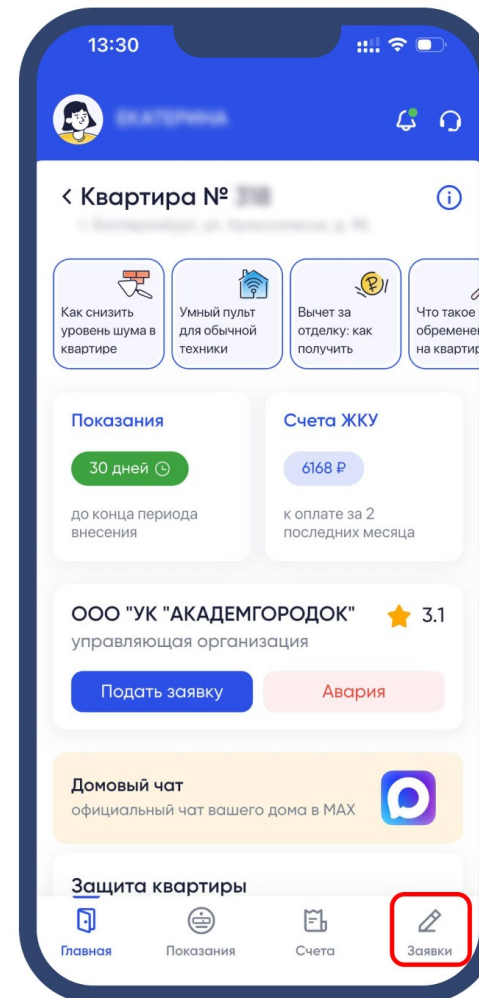 13:30
ЕКАТЕРИНА
Квартира № 318
Как снизить
уровень шума в
квартире
Умный пульт
для обычной
техники
Вычет за
отделку: как
получить
Что такое
на
Показания
30 дней
до конца периода
внесения
Счета ЖКУ
6168 ₽
к оплате за 2
последних месяца
ООО "УК "АКАДЕМГОРОДОК"
3.1
управляющая организация
Подать заявку
Авария
Домовый чат
официальный чат вашего дома в МАХ
Защита квартиры
Главная
Показания
Счета
Заявки